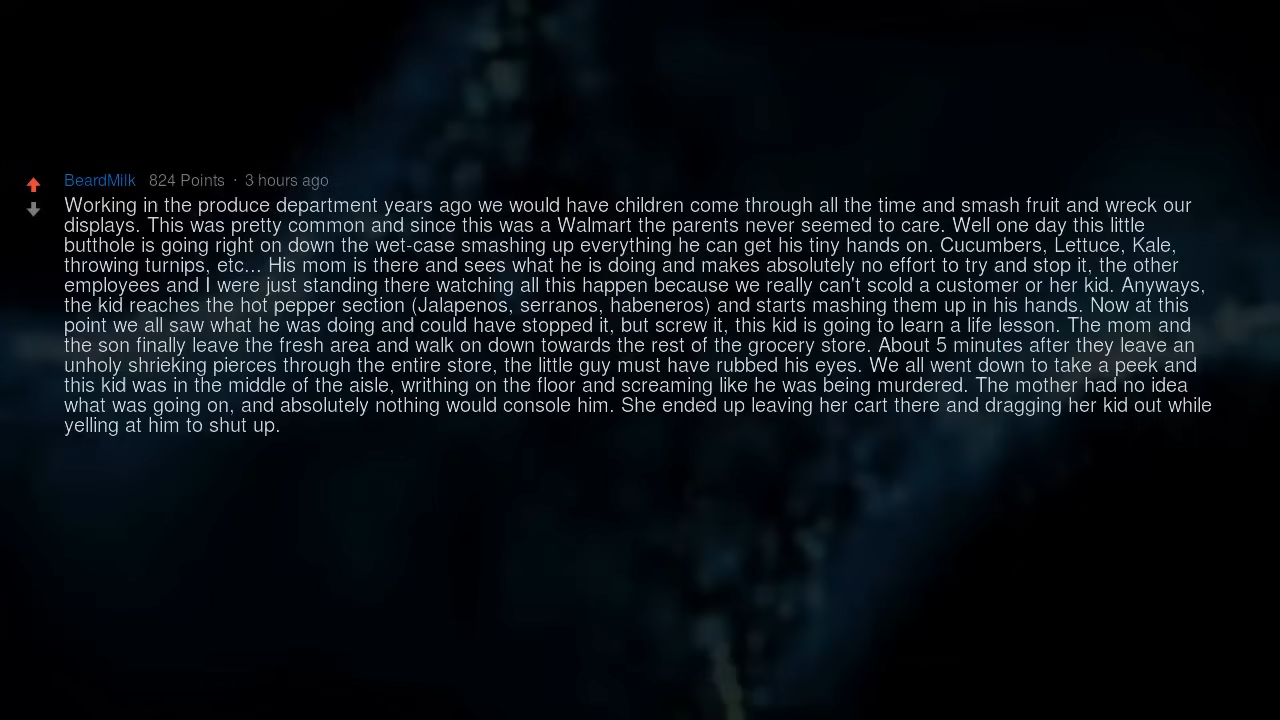 BeardMilk 824 Points · 3 hours ago
Working in the produce department years ago we would have children come through all the time and smash fruit and wreck our
displays. This was pretty common and since this was a Walmart the parents never seemed to care. Well one day this little
butthole is going right on down the wet-case smashing up everything he can get his tiny hands on. Cucumbers, Lettuce, Kale,
throwing turnips, etc... His mom is there and sees what he is doing and makes absolutely no effort to try and stop it, the other
employees and I were just standing there watching all this happen because we really can't scold a customer or her kid. Anyways,
the kid reaches the hot pepper section (Jalapenos, serranos, habeneros) and starts mashing them up in his hands. Now at this
point we all saw what he was doing and could have stopped it, but screw it, this kid is going to learn a life lesson. The mom and
the son finally leave the fresh area and walk on down towards the rest of the grocery store. About 5 minutes after they leave an
unholy shrieking pierces through the entire store, the little guy must have rubbed his eyes. We all went down to take a peek and
this kid was in the middle of the aisle, writhing on the floor and screaming like he was being murdered. The mother had no idea
what was going on, and absolutely nothing would console him. She ended up leaving her cart there and dragging her kid out while
yelling at him to shut up.